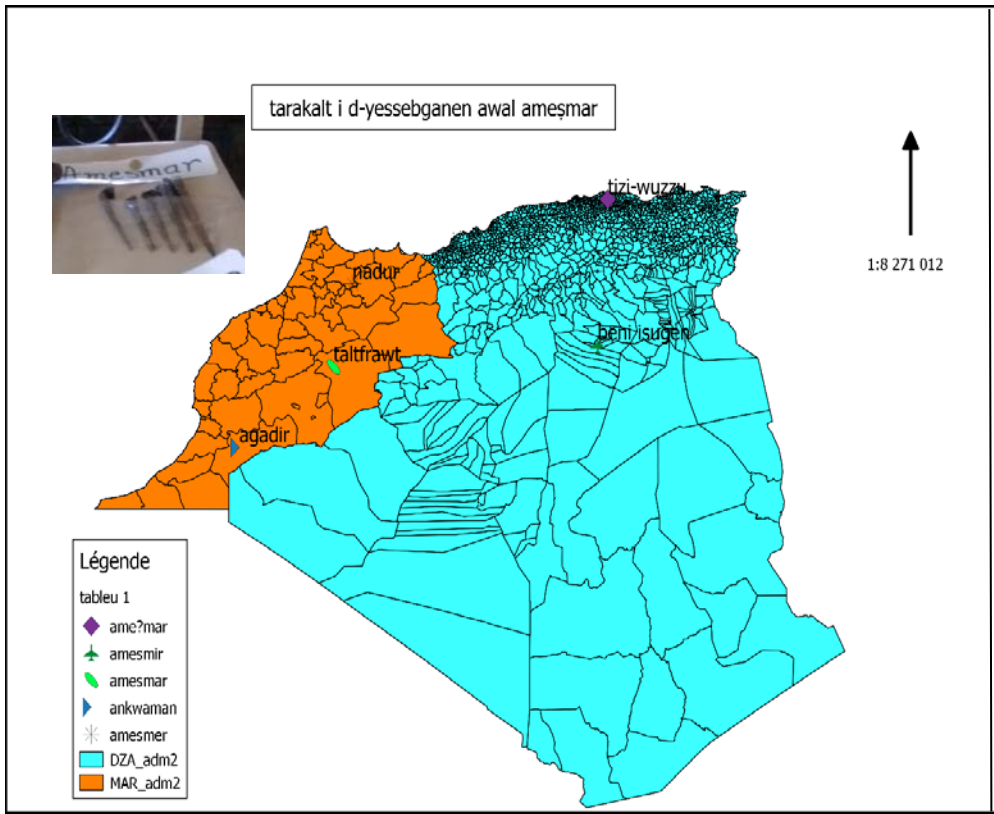 tarakalt i d-yessebganen awal ameṣmar
Amesmar
tizi-wuzzu
1:8 271 012
nadur
beni isugen
taltfrawt
agadir
Légende
tableu 1
ame?mar
amesmir
amesmar
ankwaman
amesmer
DZA_adm2
MAR_adm2